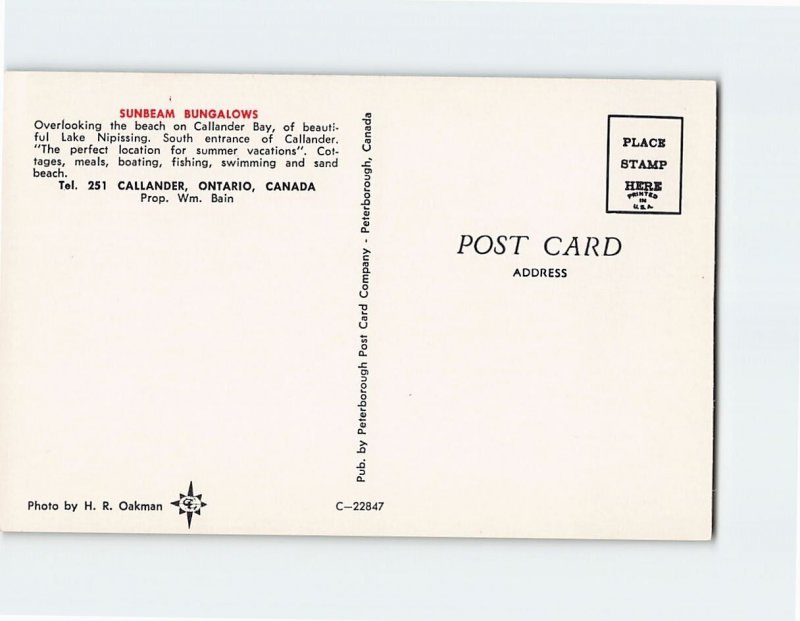 SUNBEAM BUNGALOWS
Overlooking the beach on Callander Bay, of beauti-
ful Lake Nipissing. South entrance of Callander.
"The perfect location for summer vacations". Cot-
tages, meals, boating, fishing, swimming and sand
beach.
Tel. 251 CALLANDER, ONTARIO, CANADA
Prop. Wm. Bain
Photo by H. R. Oakman
Pub. by Peterborough Post Card Company - Peterborough, Canada
C-22847
PLACE
STAMP
HERE
PRINTED
IN
U.S.A.
POST CARD
ADDRESS